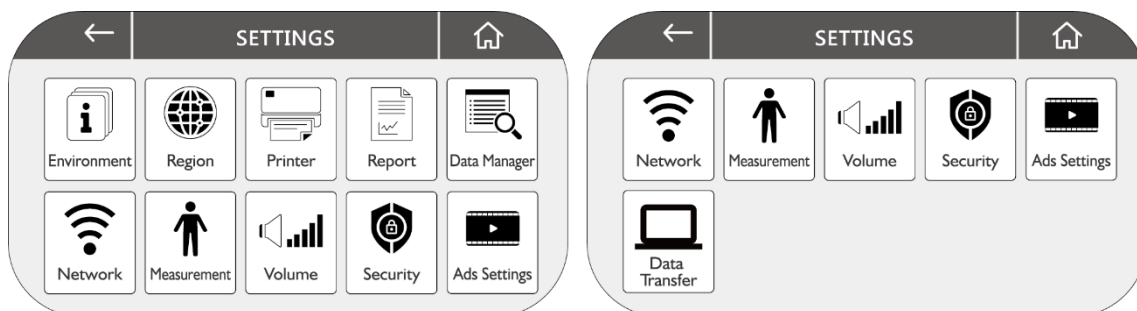 SETTINGS
Environment
Region
Printer
Report
Data Manager
Network
Measurement
Volume
Security
Ads Settings
SETTINGS
Network
Measurement
Volume
Security
Ads Settings
Data
Transfer